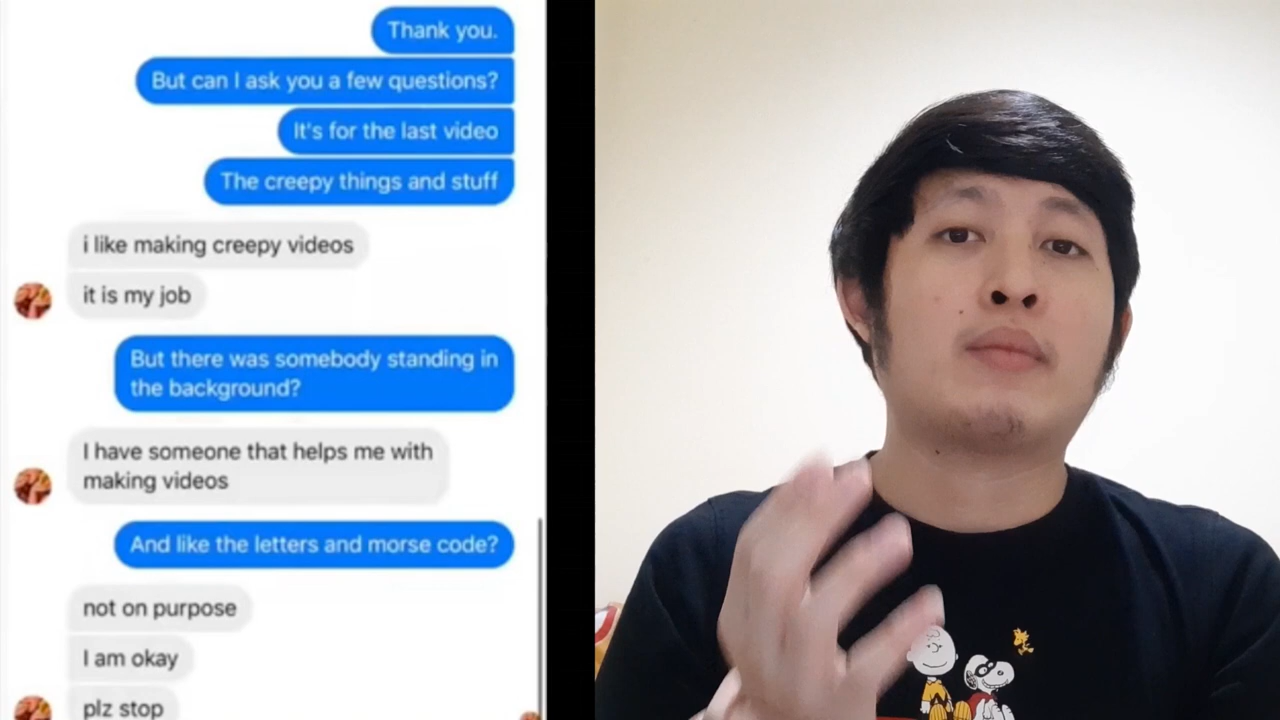 Thank you.
But can I ask you a few questions?
It's for the last video
The creepy things and stuff
i like making creepy videos
it is my job
But there was somebody standing in
the background?
I have someone that helps me with
making videos
And like the letters and morse code?
not on purpose
I am okay
plz stop